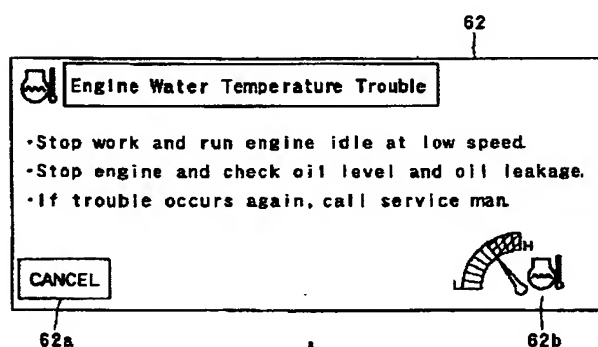 62
Engine Water Temperature Trouble
·Stop work and run engine idle at low speed.
·Stop engine and check oil level and oil leakage.
·If trouble occurs again, call service man.
H
L
CANCEL
62a
62b